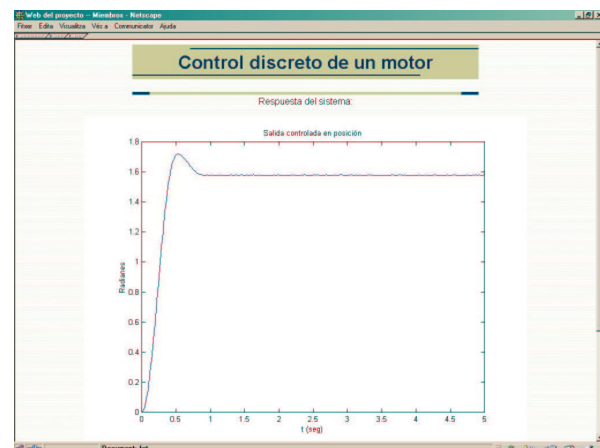 Web del proyecto -- Miembros - Netscape
Fitxer Edita Visualitza Vés a Communicator Ajuda
Control discreto de un motor
Respuesta del sistema:
Salida controlada en posición
1.8
1.6
1.4
1.2
1
0.8
0.6
0.4
0.2
0
Radianes
0 0.5 1 1.5 2 2.5 3 3.5 4 4.5 5
t (seg)